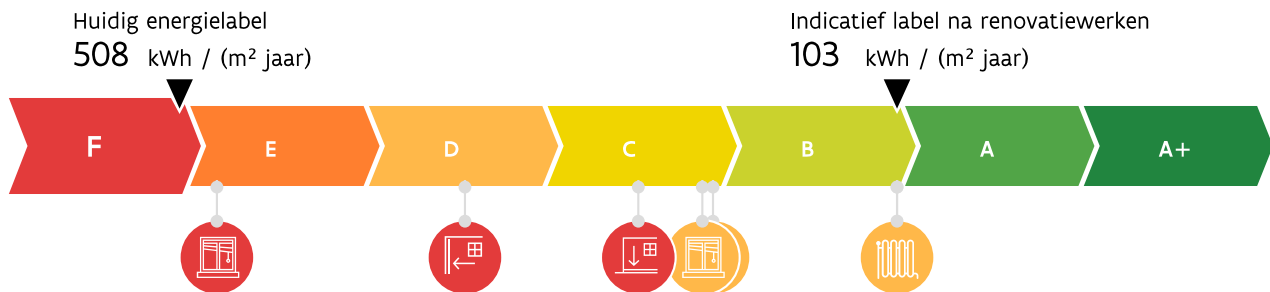 Huidig energielabel
508 kWh / (m² jaar)
Indicatief label na renovatiewerken
103 kWh / (m² jaar)
F E D C B A A+